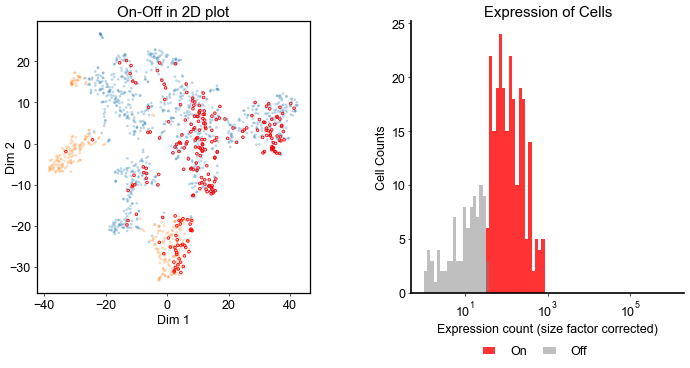 On-Off in 2D plot
Dim 2
20
10
0
−10
−20
−30
−40
−20
0
20
40
Dim 1
Expression of Cells
Cell Counts
25
20
15
10
5
0
10^1
10^3
10^5
Expression count (size factor corrected)
On
Off